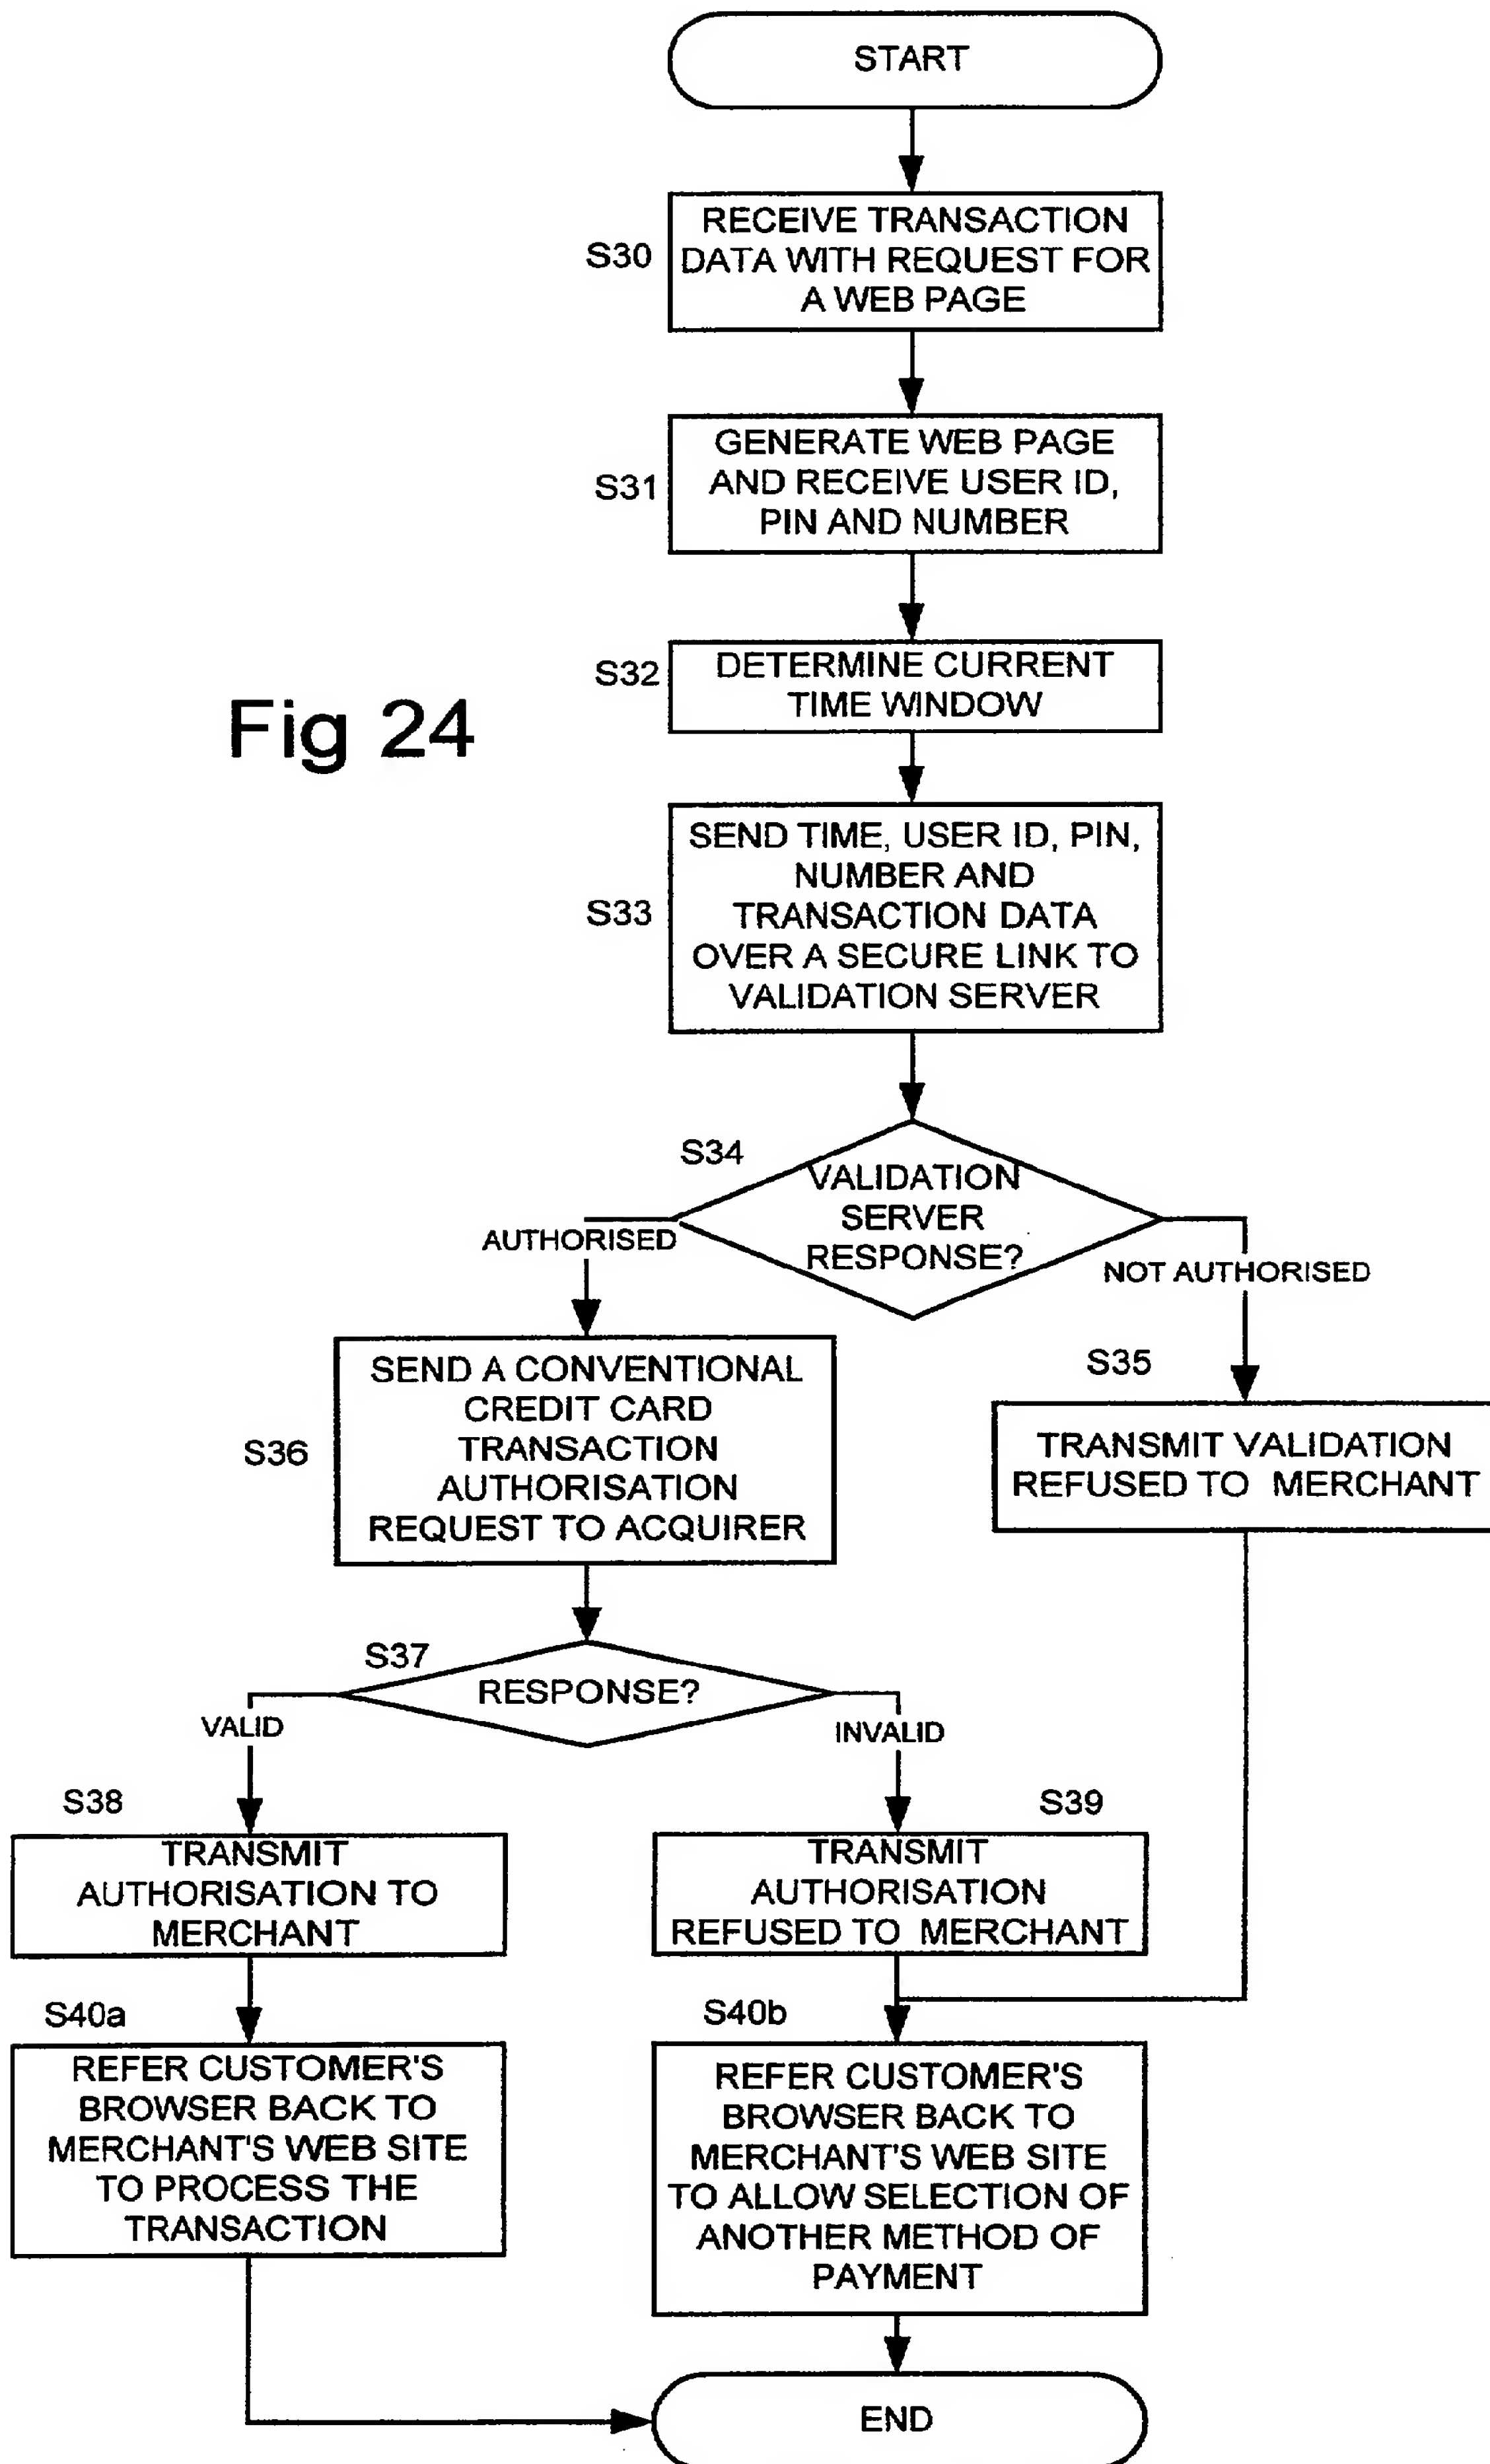 START
S30
RECEIVE TRANSACTION
DATA WITH REQUEST FOR
A WEB PAGE
S31
GENERATE WEB PAGE
AND RECEIVE USER ID,
PIN AND NUMBER
S32
DETERMINE CURRENT
TIME WINDOW
Fig 24
S33
SEND TIME, USER ID, PIN,
NUMBER AND
TRANSACTION DATA
OVER A SECURE LINK TO
VALIDATION SERVER
S34
VALIDATION
SERVER
RESPONSE?
AUTHORISED
NOT AUTHORISED
S36
SEND A CONVENTIONAL
CREDIT CARD
TRANSACTION
AUTHORISATION
REQUEST TO ACQUIRER
S35
TRANSMIT VALIDATION
REFUSED TO MERCHANT
S37
RESPONSE?
VALID
INVALID
S38
TRANSMIT
AUTHORISATION TO
MERCHANT
S39
TRANSMIT
AUTHORISATION
REFUSED TO MERCHANT
S40a
REFER CUSTOMER'S
BROWSER BACK TO
MERCHANT'S WEB SITE
TO PROCESS THE
TRANSACTION
S40b
REFER CUSTOMER'S
BROWSER BACK TO
MERCHANT'S WEB SITE
TO ALLOW SELECTION OF
ANOTHER METHOD OF
PAYMENT
END